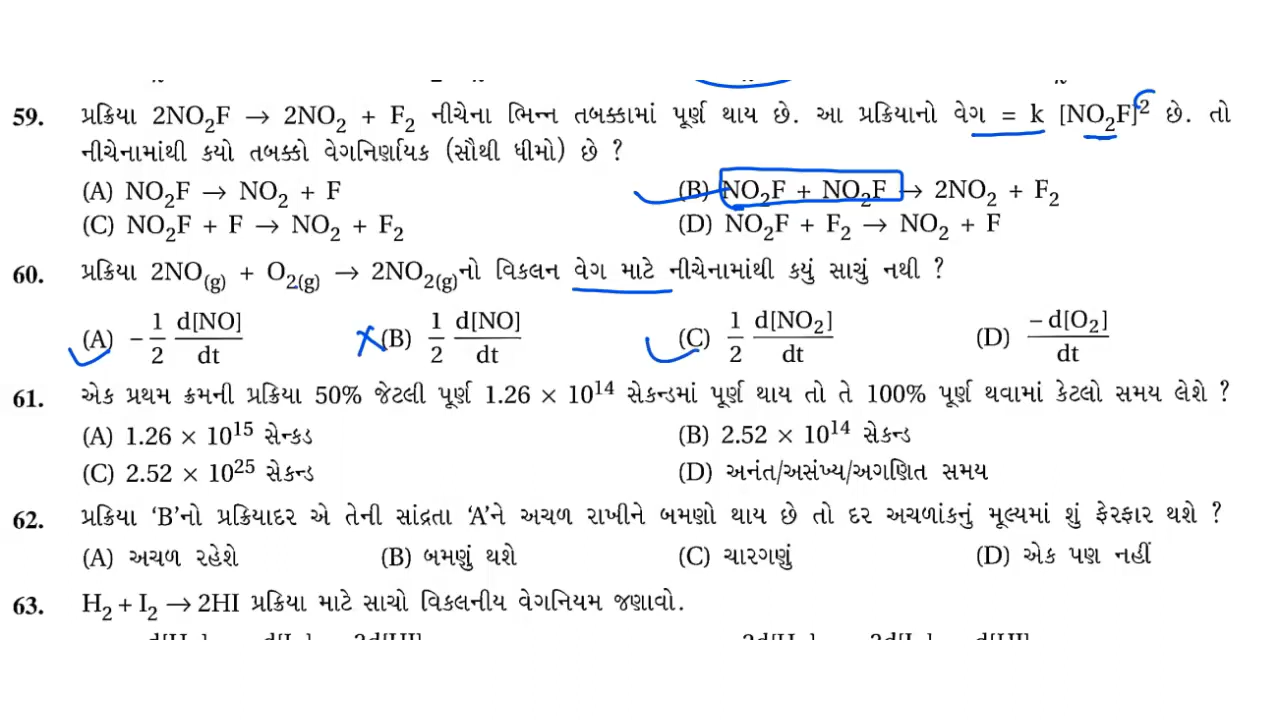 59. પ્રક્રિયા 2NO₂F → 2NO₂ + F₂ નીચેના ભિન્ન તબક્કામાં પૂર્ણ થાય છે. આ પ્રક્રિયાનો વેગ = k [NO₂F]² છે. તો
નીચેનામાંથી કયો તબક્કો વેગનિર્ણાયક (સૌથી ધીમો) છે ?
(A) NO₂F → NO₂ + F (B) NO₂F + NO₂F → 2NO₂ + F₂
(C) NO₂F + F → NO₂ + F₂ (D) NO₂F + F₂ → NO₂ + F
60. પ્રક્રિયા 2NO(g) + O₂(g) → 2NO₂(g)નો વિકલન વેગ માટે નીચેનામાંથી કયું સાચું નથી ?
(A) −1/2 d[NO]/dt (B) 1/2 d[NO]/dt (C) 1/2 d[NO₂]/dt (D) −d[O₂]/dt
61. એક પ્રથમ ક્રમની પ્રક્રિયા 50% જેટલી પૂર્ણ 1.26 × 10¹⁴ સેકન્ડમાં પૂર્ણ થાય તો તે 100% પૂર્ણ થવામાં કેટલો સમય લેશે ?
(A) 1.26 × 10¹⁵ સેન્કડ (B) 2.52 × 10¹⁴ સેકન્ડ
(C) 2.52 × 10²⁵ સેકન્ડ (D) અનંત/અસંખ્ય/અગણિત સમય
62. પ્રક્રિયા ‘B’નો પ્રક્રિયાદર એ તેની સાંદ્રતા ‘A’ને અચળ રાખીને બમણો થાય છે તો દર અચળાંકનું મૂલ્યમાં શું ફેરફાર થશે ?
(A) અચળ રહેશે (B) બમણું થશે (C) ચારગણું (D) એક પણ નહીં
63. H₂ + I₂ → 2HI પ્રક્રિયા માટે સાચો વિકલનીય વેગનિયમ જણાવો.